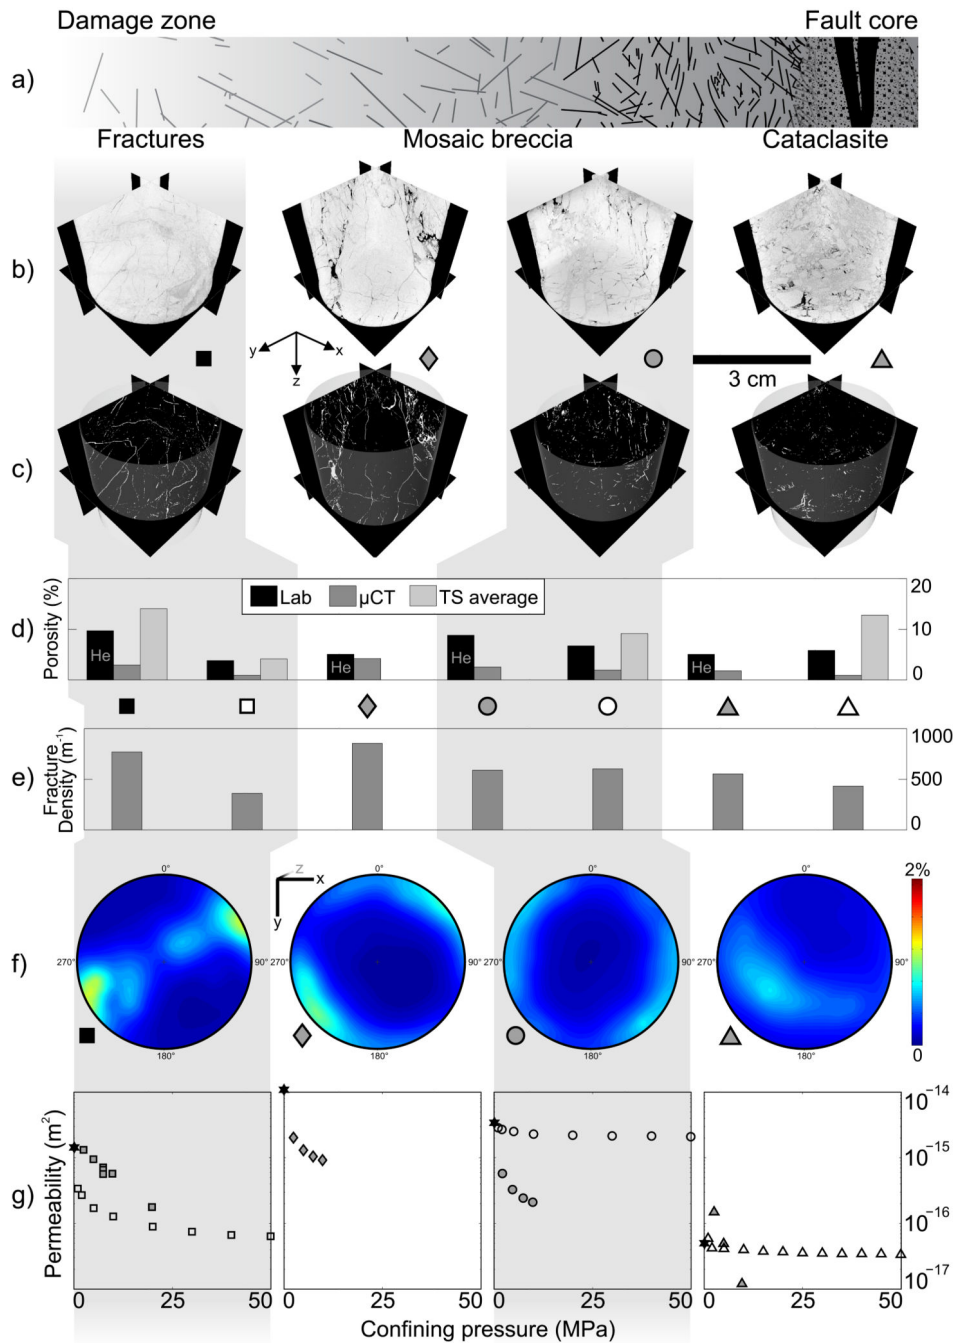 Damage zone Fault core
a)
Fractures Mosaic breccia Cataclasite
b)
y x
z
3 cm
c)
d)
Porosity (%)
Lab μCT TS average
He He He He
20
10
0
e)
Fracture
Density (m⁻¹)
1000
500
0
z
x
y
f)
0° 0° 0° 0°
270° 90° 270° 90° 270° 90° 270° 90°
180° 180° 180° 180°
2%
0
g)
Permeability (m²)
10⁻¹⁴
10⁻¹⁵
10⁻¹⁶
10⁻¹⁷
0 25 50 0 25 50 0 25 50 0 25 50
Confining pressure (MPa)